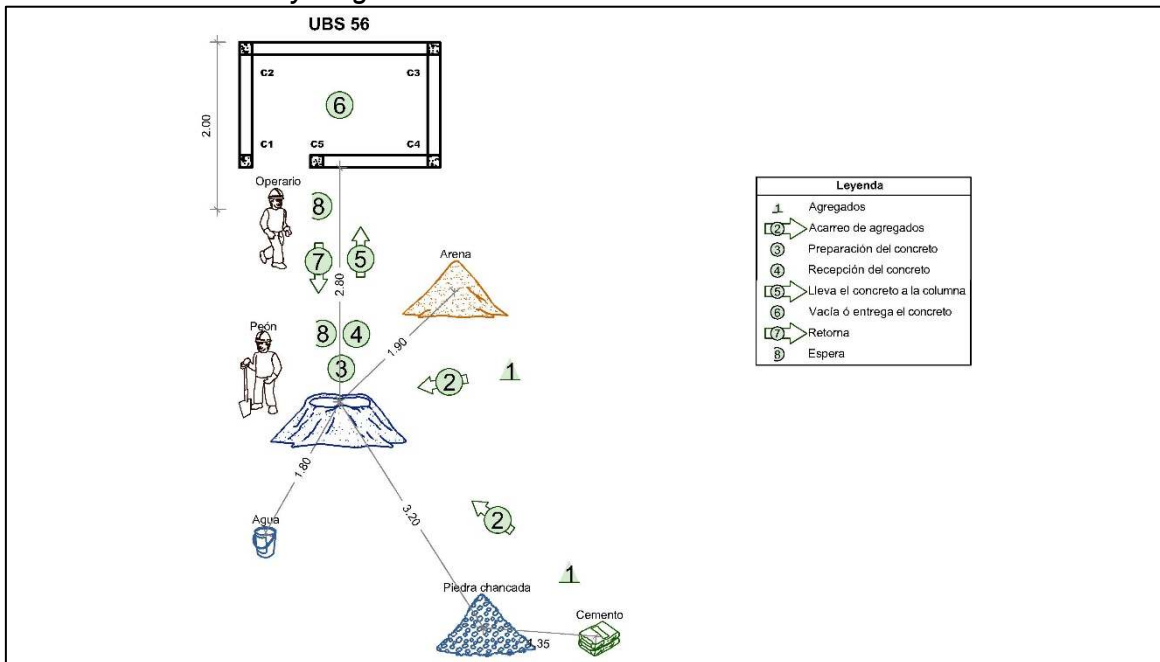 UBS 56
C2
C3
6
2.00
C1
C5
C4
Operario
8
7
5
2.80
Arena
Peón
8
4
3
1.90
2
1
1.80
3.20
Agua
2
1
Piedra chancada
Cemento
1.35
Leyenda
1 Agregados
2 Acarreo de agregados
3 Preparación del concreto
4 Recepción del concreto
5 Lleva el concreto a la columna
6 Vacía ó entrega el concreto
7 Retorna
8 Espera